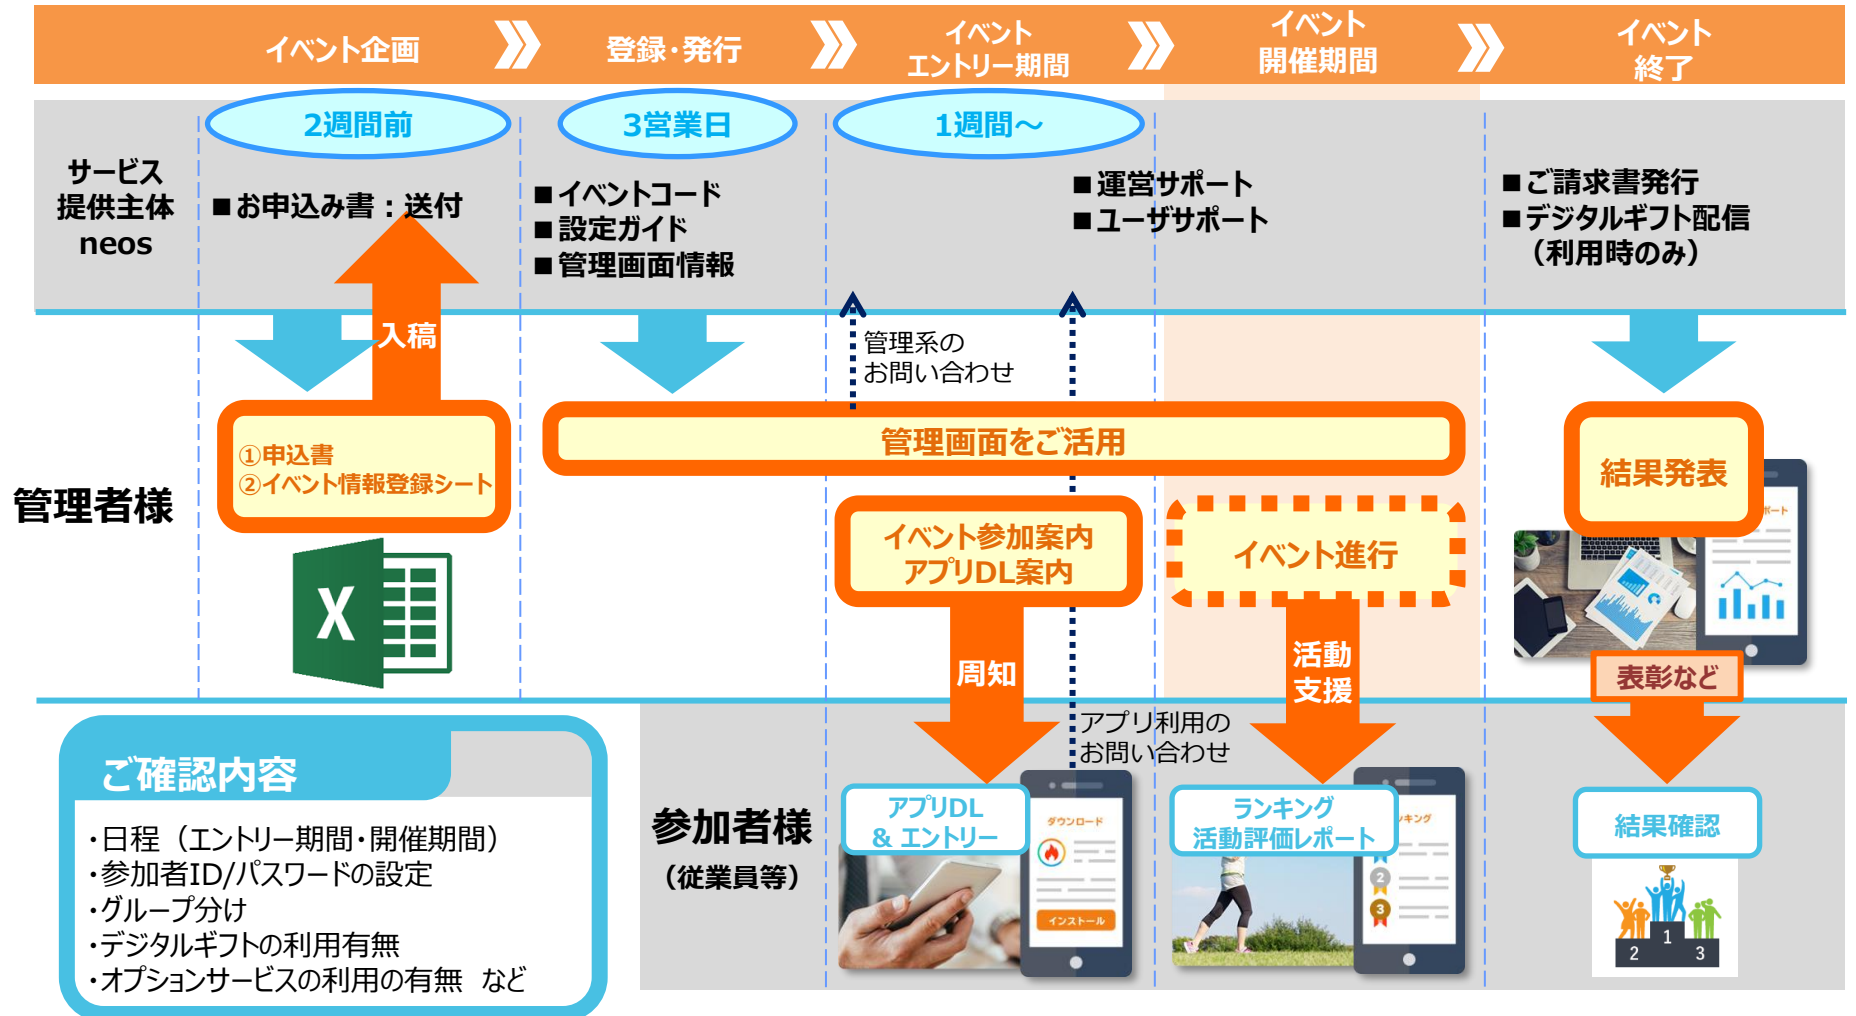 イベント企画
登録・発行
イベント
エントリー期間
イベント
開催期間
イベント
終了
2週間前
3営業日
1週間～
サービス
提供主体
neos
■お申込み書：送付
■イベントコード
■設定ガイド
■管理画面情報
■運営サポート
■ユーザサポート
■ご請求書発行
■デジタルギフト配信
（利用時のみ）
入稿
管理系の
お問い合わせ
管理者様
①申込書
②イベント情報登録シート
X
管理画面をご活用
イベント参加案内
アプリDL案内
イベント進行
結果発表
ポート
周知
活動
支援
表彰など
アプリ利用の
お問い合わせ
ご確認内容
・日程（エントリー期間・開催期間）
・参加者ID/パスワードの設定
・グループ分け
・デジタルギフトの利用有無
・オプションサービスの利用の有無 など
参加者様
（従業員等）
アプリDL
& エントリー
ダウンロード
インストール
ランキング
活動評価レポート
ンキング
2
3
結果確認
1
2
3